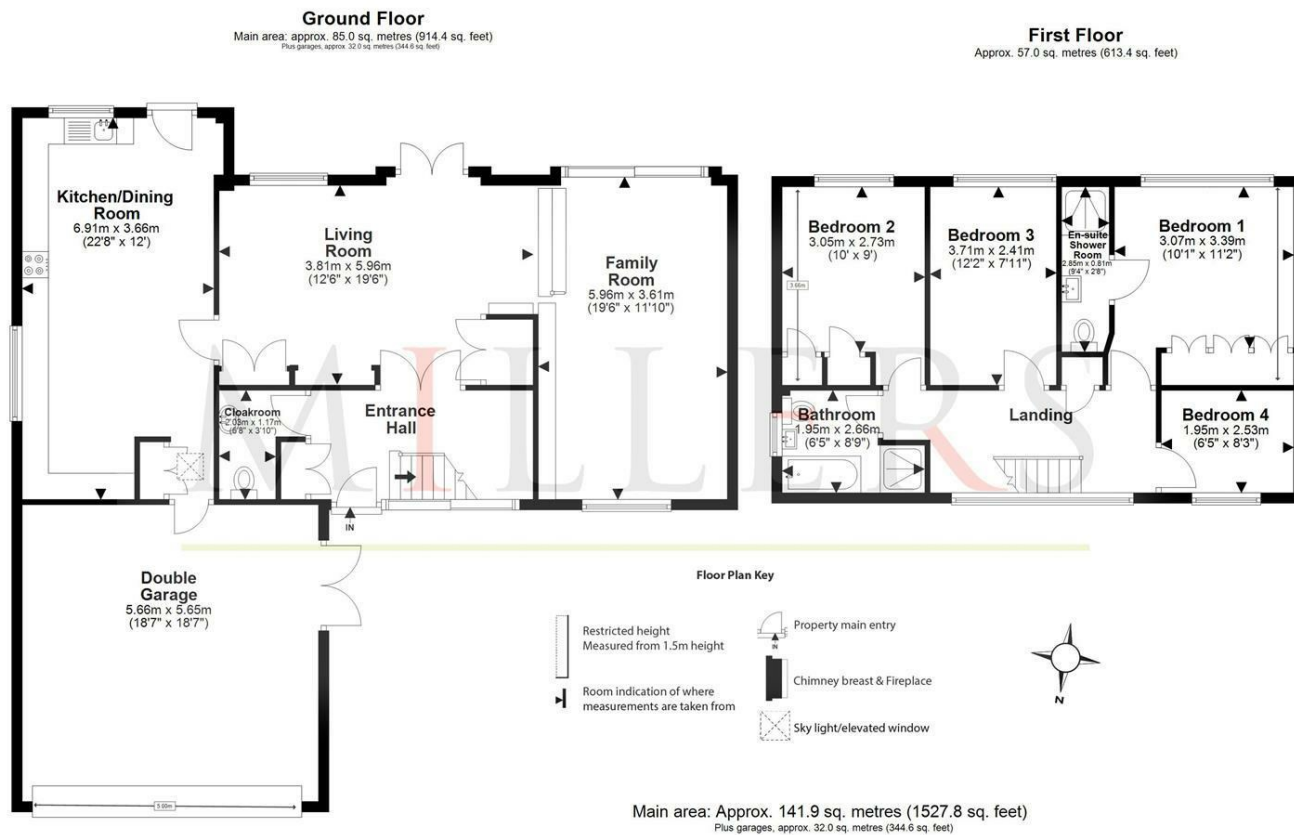 Ground Floor
Main area: approx. 85.0 sq. metres (914.4 sq. feet)
Plus garages, approx. 32.0 sq. metres (344.6 sq. feet)
First Floor
Approx. 57.0 sq. metres (613.4 sq. feet)
Kitchen/Dining
Room
6.91m x 3.66m
(22'8" x 12')
Living
Room
3.81m x 5.96m
(12'6" x 19'6")
Family
Room
5.96m x 3.61m
(19'6" x 11'10")
Cloakroom
2.03m x 1.17m
(6'8" x 3'10")
Entrance
Hall
IN
Double
Garage
5.66m x 5.65m
(18'7" x 18'7")
5.00m
Bedroom 2
3.05m x 2.73m
(10' x 9')
3.66m
Bedroom 3
3.71m x 2.41m
(12'2" x 7'11")
En-suite
Shower
Room
2.85m x 0.81m
(9'4" x 2'8")
Bedroom 1
3.07m x 3.39m
(10'1" x 11'2")
Bathroom
1.95m x 2.66m
(6'5" x 8'9")
Landing
Bedroom 4
1.95m x 2.53m
(6'5" x 8'3")
MILLERS
Floor Plan Key
Restricted height
Measured from 1.5m height
Room indication of where
measurements are taken from
Property main entry
IN
Chimney breast & Fireplace
Sky light/elevated window
N
Main area: Approx. 141.9 sq. metres (1527.8 sq. feet)
Plus garages, approx. 32.0 sq. metres (344.6 sq. feet)